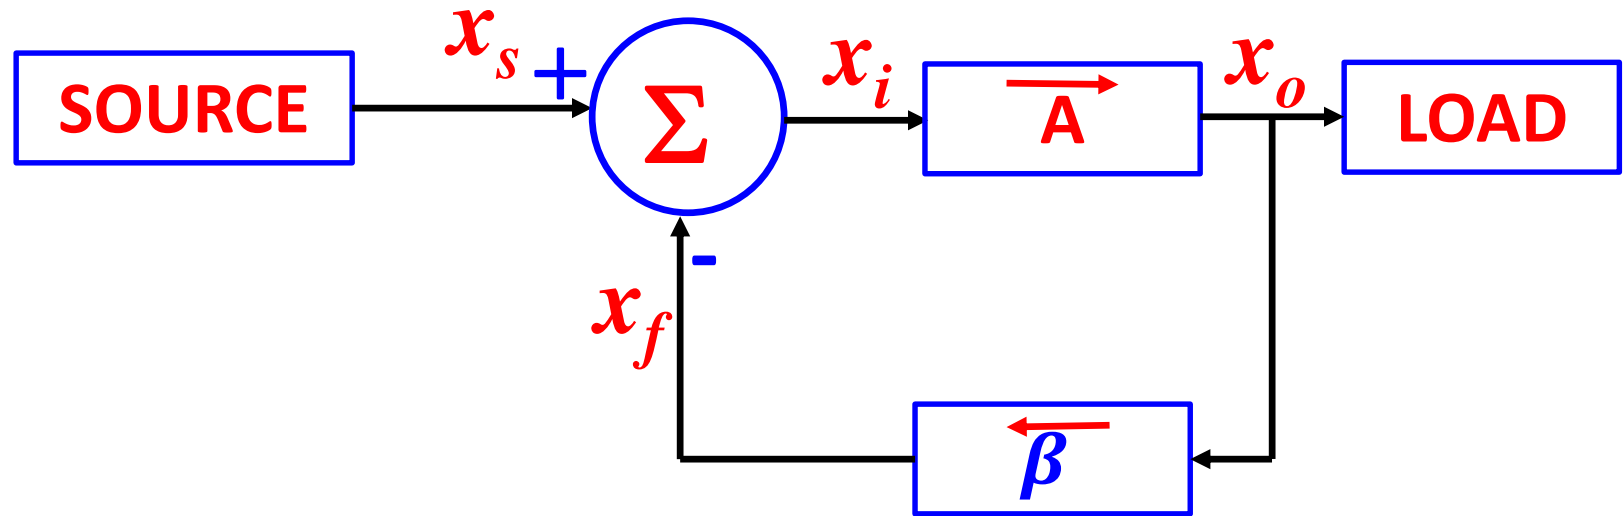 SOURCE
x_s
+
Σ
x_i
A
x_o
LOAD
-
x_f
β